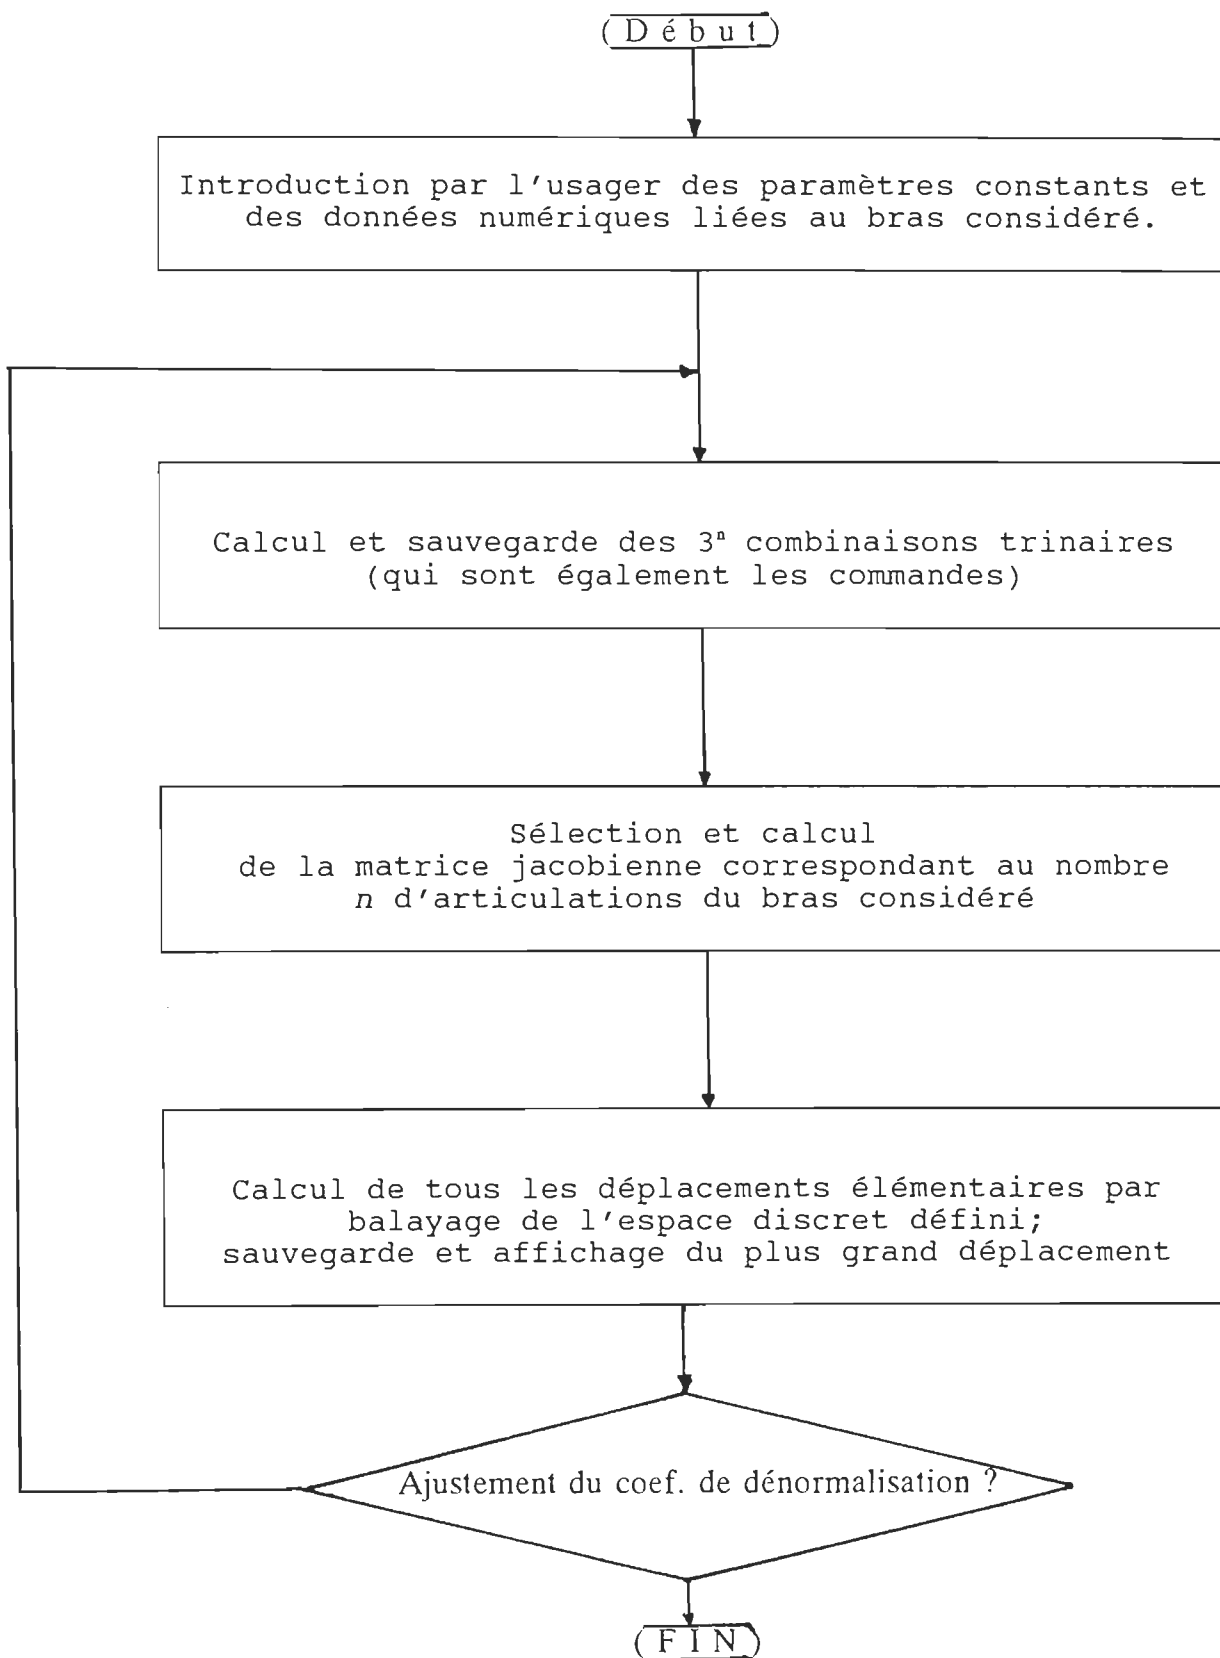 Début
Introduction par l'usager des paramètres constants et
des données numériques liées au bras considéré.
Calcul et sauvegarde des 3ⁿ combinaisons trinaires
(qui sont également les commandes)
Sélection et calcul
de la matrice jacobienne correspondant au nombre
n d'articulations du bras considéré
Calcul de tous les déplacements élémentaires par
balayage de l'espace discret défini;
sauvegarde et affichage du plus grand déplacement
Ajustement du coef. de dénormalisation ?
FIN